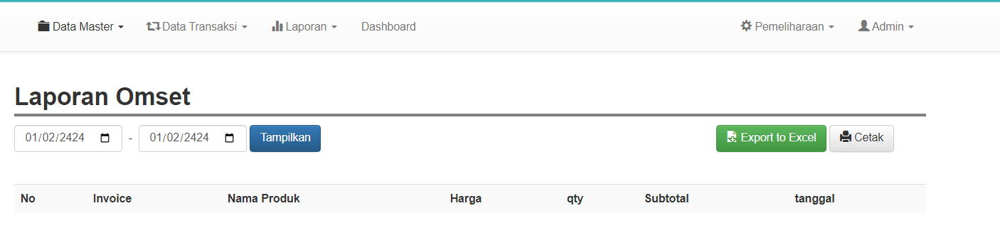 Data Master Data Transaksi Laporan Dashboard Pemeliharaan Admin
Laporan Omset
01/02/2424 - 01/02/2424 Tampilkan Export to Excel Cetak
No Invoice Nama Produk Harga qty Subtotal tanggal